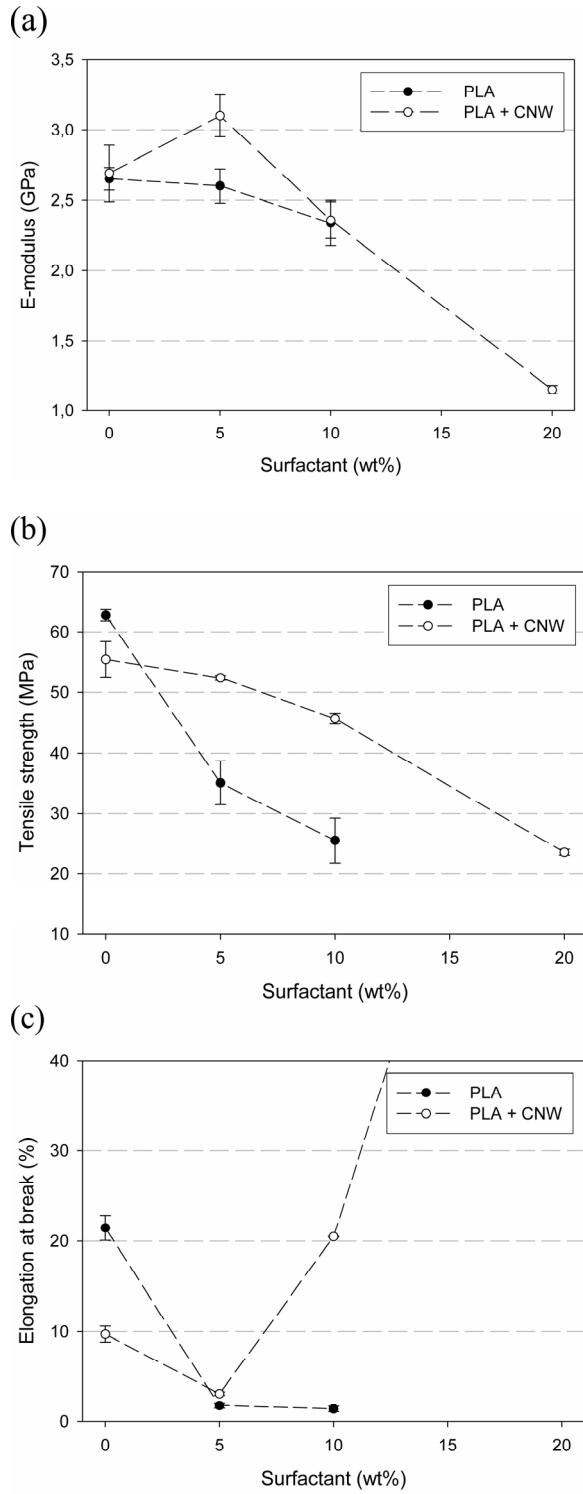 (a)
3,5
3,0
2,5
2,0
1,5
1,0
E-modulus (GPa)
PLA
PLA + CNW
0 5 10 15 20
Surfactant (wt%)
(b)
70
60
50
40
30
20
10
Tensile strength (MPa)
PLA
PLA + CNW
0 5 10 15 20
Surfactant (wt%)
(c)
40
30
20
10
0
Elongation at break (%)
PLA
PLA + CNW
0 5 10 15 20
Surfactant (wt%)